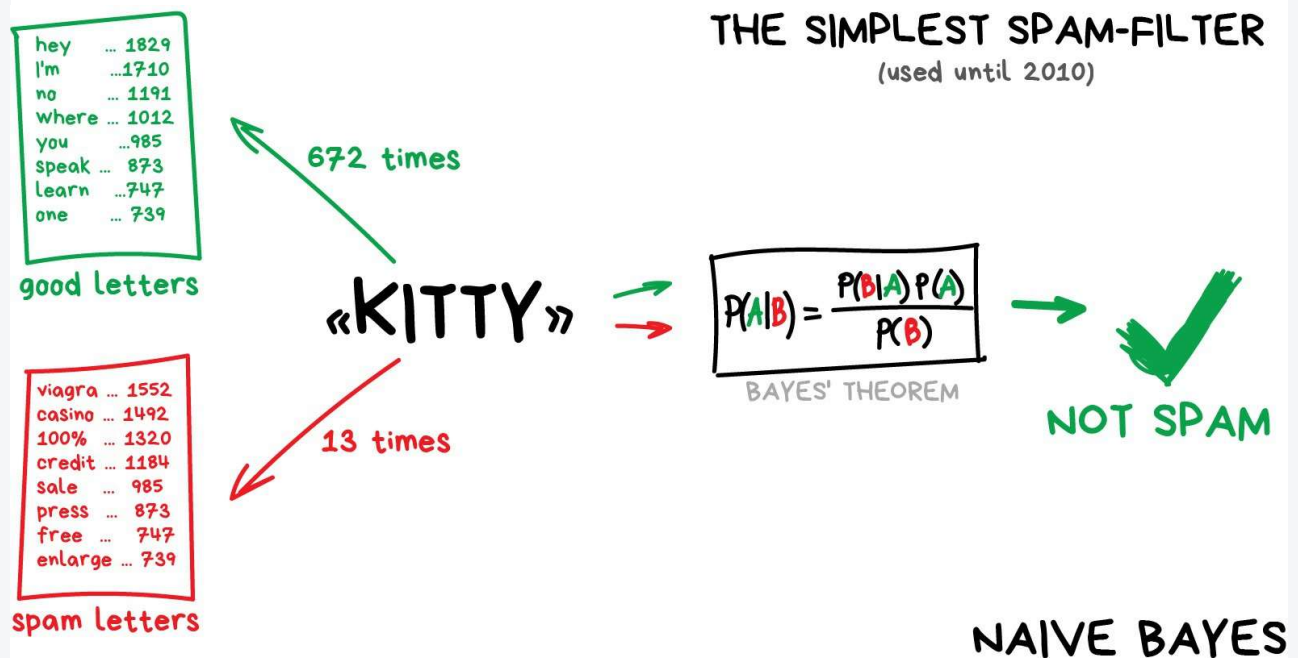 THE SIMPLEST SPAM-FILTER
(used until 2010)
hey ... 1829
I'm ...1710
no ... 1191
where ... 1012
you ...985
speak ... 873
learn ...747
one ... 739
good letters
672 times
«KITTY»
13 times
viagra ... 1552
casino ... 1492
100% ... 1320
credit ... 1184
sale ... 985
press ... 873
free ... 747
enlarge ... 739
spam letters
P(A|B) = P(B|A) P(A)
P(B)
BAYES' THEOREM
NOT SPAM
NAIVE BAYES